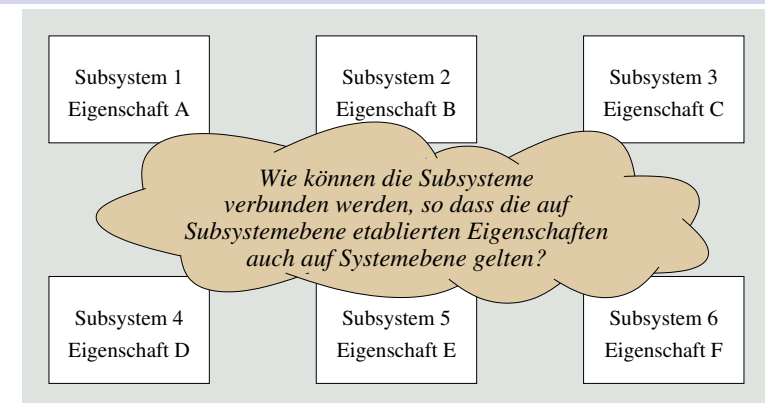 Subsystem 1
Eigenschaft A
Subsystem 2
Eigenschaft B
Subsystem 3
Eigenschaft C
Wie können die Subsysteme
verbunden werden, so dass die auf
Subsystemebene etablierten Eigenschaften
auch auf Systemebene gelten?
Subsystem 4
Eigenschaft D
Subsystem 5
Eigenschaft E
Subsystem 6
Eigenschaft F